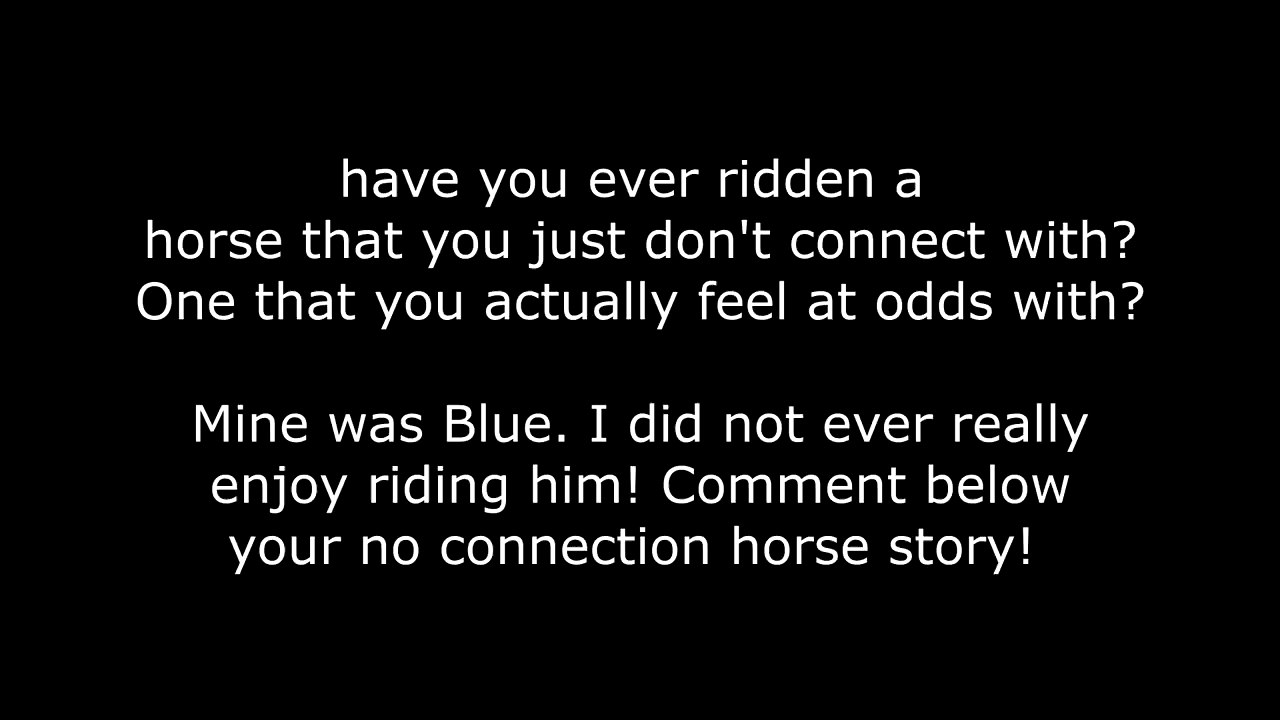 have you ever ridden a
horse that you just don't connect with?
One that you actually feel at odds with?
Mine was Blue. I did not ever really
enjoy riding him! Comment below
your no connection horse story!